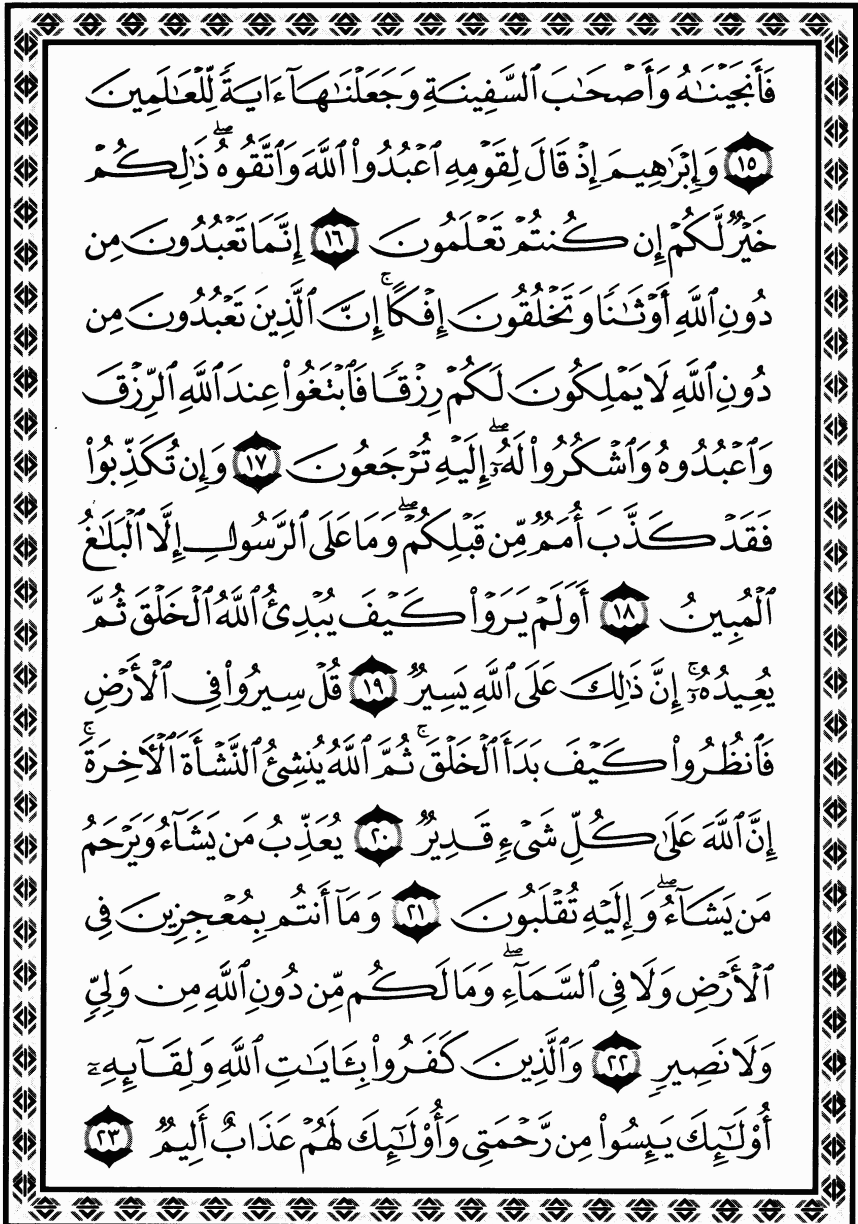 فَأَنجَيْنَٰهُ وَأَصْحَٰبَ ٱلسَّفِينَةِ وَجَعَلْنَٰهَآ ءَايَةً لِّلْعَٰلَمِينَ
١٥ وَإِبْرَٰهِيمَ إِذْ قَالَ لِقَوْمِهِ ٱعْبُدُوا۟ ٱللَّهَ وَٱتَّقُوهُ ۖ ذَٰلِكُمْ
خَيْرٌ لَّكُمْ إِن كُنتُمْ تَعْلَمُونَ ١٦ إِنَّمَا تَعْبُدُونَ مِن
دُونِ ٱللَّهِ أَوْثَٰنًا وَتَخْلُقُونَ إِفْكًا ۚ إِنَّ ٱلَّذِينَ تَعْبُدُونَ مِن
دُونِ ٱللَّهِ لَا يَمْلِكُونَ لَكُمْ رِزْقًا فَٱبْتَغُوا۟ عِندَ ٱللَّهِ ٱلرِّزْقَ
وَٱعْبُدُوهُ وَٱشْكُرُوا۟ لَهُۥٓ ۖ إِلَيْهِ تُرْجَعُونَ ١٧ وَإِن تُكَذِّبُوا۟
فَقَدْ كَذَّبَ أُمَمٌ مِّن قَبْلِكُمْ ۖ وَمَا عَلَى ٱلرَّسُولِ إِلَّا ٱلْبَلَٰغُ
ٱلْمُبِينُ ١٨ أَوَلَمْ يَرَوْا۟ كَيْفَ يُبْدِئُ ٱللَّهُ ٱلْخَلْقَ ثُمَّ
يُعِيدُهُۥٓ ۚ إِنَّ ذَٰلِكَ عَلَى ٱللَّهِ يَسِيرٌ ١٩ قُلْ سِيرُوا۟ فِى ٱلْأَرْضِ
فَٱنظُرُوا۟ كَيْفَ بَدَأَ ٱلْخَلْقَ ۚ ثُمَّ ٱللَّهُ يُنشِئُ ٱلنَّشْأَةَ ٱلْءَاخِرَةَ ۚ
إِنَّ ٱللَّهَ عَلَىٰ كُلِّ شَىْءٍ قَدِيرٌ ٢٠ يُعَذِّبُ مَن يَشَآءُ وَيَرْحَمُ
مَن يَشَآءُ ۖ وَإِلَيْهِ تُقْلَبُونَ ٢١ وَمَآ أَنتُم بِمُعْجِزِينَ فِى
ٱلْأَرْضِ وَلَا فِى ٱلسَّمَآءِ ۖ وَمَا لَكُم مِّن دُونِ ٱللَّهِ مِن وَلِىٍّ
وَلَا نَصِيرٍ ٢٢ وَٱلَّذِينَ كَفَرُوا۟ بِـَٔايَٰتِ ٱللَّهِ وَلِقَآئِهِۦٓ
أُو۟لَٰٓئِكَ يَئِسُوا۟ مِن رَّحْمَتِى وَأُو۟لَٰٓئِكَ لَهُمْ عَذَابٌ أَلِيمٌ ٢٣